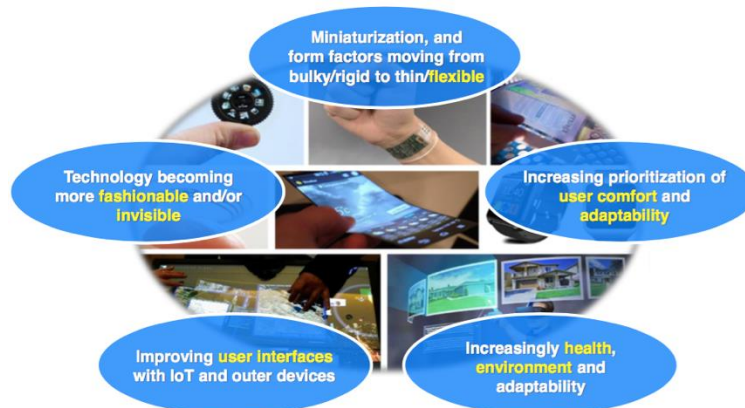 Miniaturization, and
form factors moving from
bulky/rigid to thin/flexible
Technology becoming
more fashionable and/or
invisible
Increasing prioritization of
user comfort and
adaptability
Improving user interfaces
with IoT and outer devices
Increasingly health,
environment and
adaptability